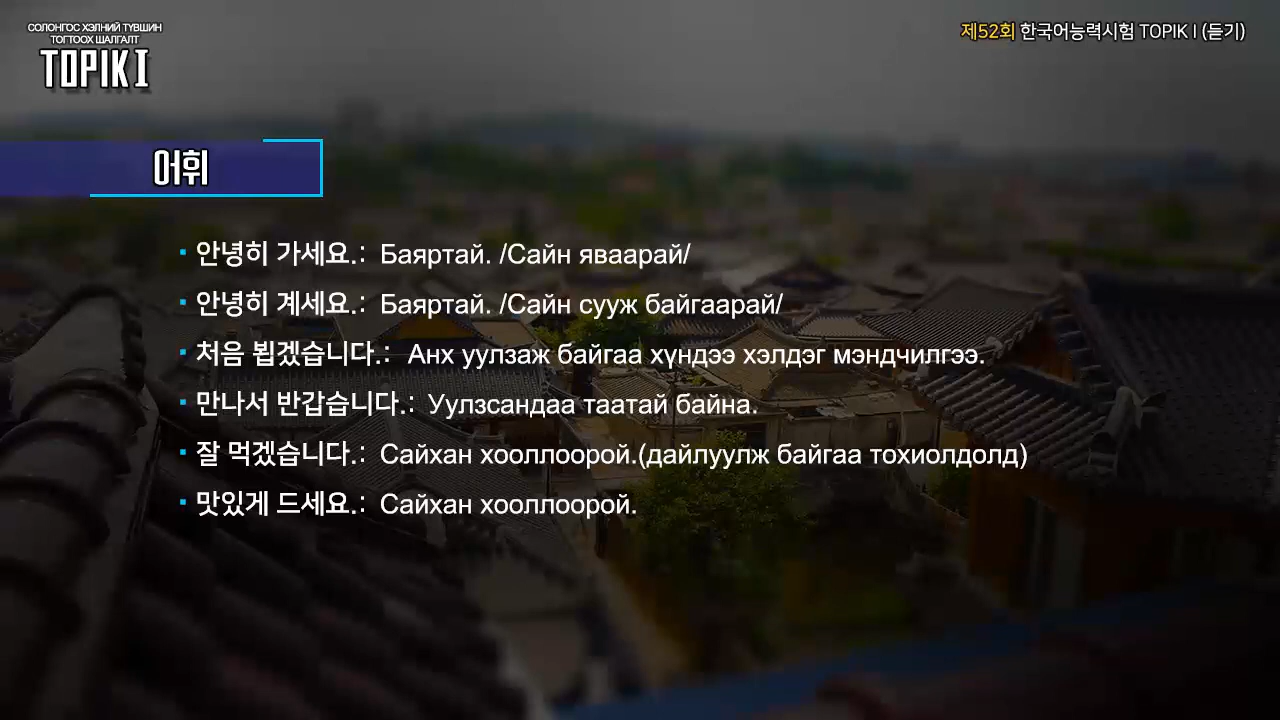 СОЛОНГОС ХЭЛНИЙ ТҮВШИН
ТОГТООХ ШАЛГАЛТ
TOPIK I
제52회 한국어능력시험 TOPIK I (듣기)
어휘
안녕히 가세요.: Баяртай. /Сайн яваарай/
안녕히 계세요.: Баяртай. /Сайн сууж байгаарай/
처음 뵙겠습니다.: Анх уулзаж байгаа хүндээ хэлдэг мэндчилгээ.
만나서 반갑습니다.: Уулзсандаа таатай байна.
잘 먹겠습니다.: Сайхан хооллоорой.(дайлуулж байгаа тохиолдолд)
맛있게 드세요.: Сайхан хооллоорой.